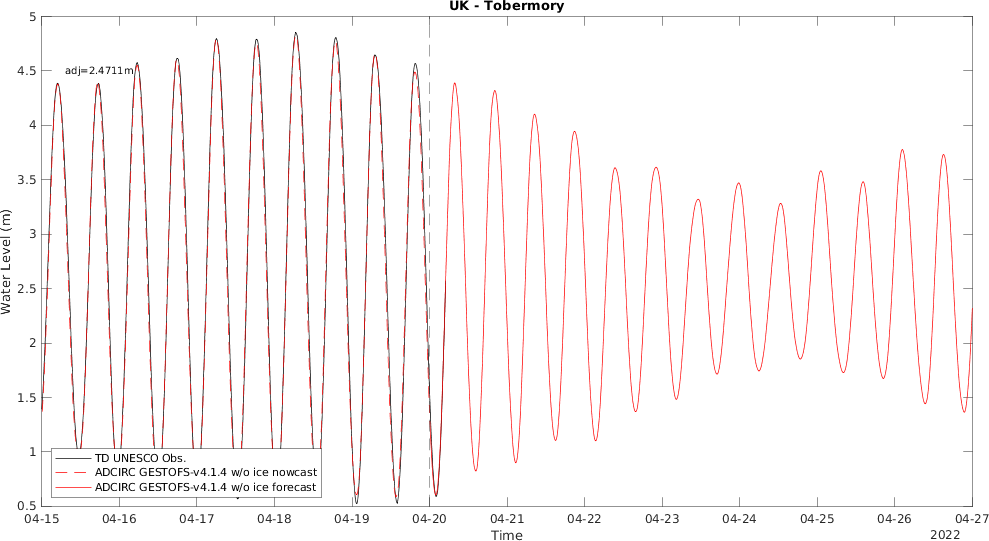 UK - Tobermory
5
4.5
4
3.5
3
2.5
2
1.5
1
0.5
Water Level (m)
adj=2.4711m
TD UNESCO Obs.
ADCIRC GESTOFS-v4.1.4 w/o ice nowcast
ADCIRC GESTOFS-v4.1.4 w/o ice forecast
04-15 04-16 04-17 04-18 04-19 04-20 04-21 04-22 04-23 04-24 04-25 04-26 04-27
Time
2022